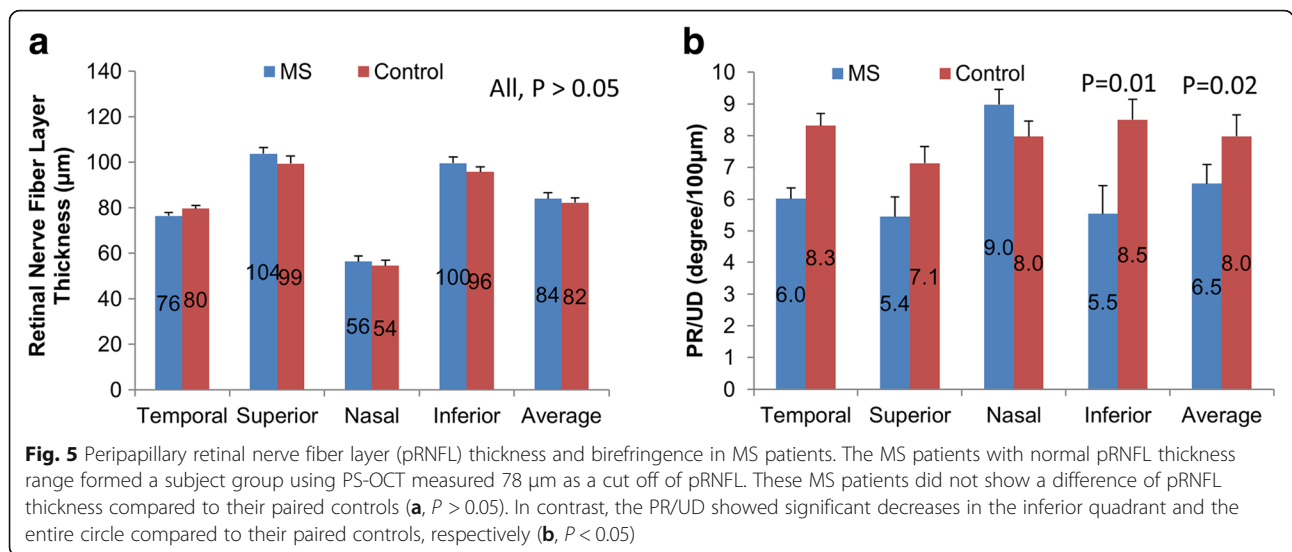 a
MS Control
All, P > 0.05
Retinal Nerve Fiber Layer
Thickness (µm)
140
120
100
80
60
40
20
0
76 80 104 99 56 54 100 96 84 82
Temporal Superior Nasal Inferior Average
b
MS Control
P=0.01 P=0.02
PR/UD (degree/100µm)
10
9
8
7
6
5
4
3
2
1
0
6.0 8.3 5.4 7.1 9.0 8.0 5.5 8.5 6.5 8.0
Temporal Superior Nasal Inferior Average
Fig. 5 Peripapillary retinal nerve fiber layer (pRNFL) thickness and birefringence in MS patients. The MS patients with normal pRNFL thickness
range formed a subject group using PS-OCT measured 78 µm as a cut off of pRNFL. These MS patients did not show a difference of pRNFL
thickness compared to their paired controls (a, P > 0.05). In contrast, the PR/UD showed significant decreases in the inferior quadrant and the
entire circle compared to their paired controls, respectively (b, P < 0.05)